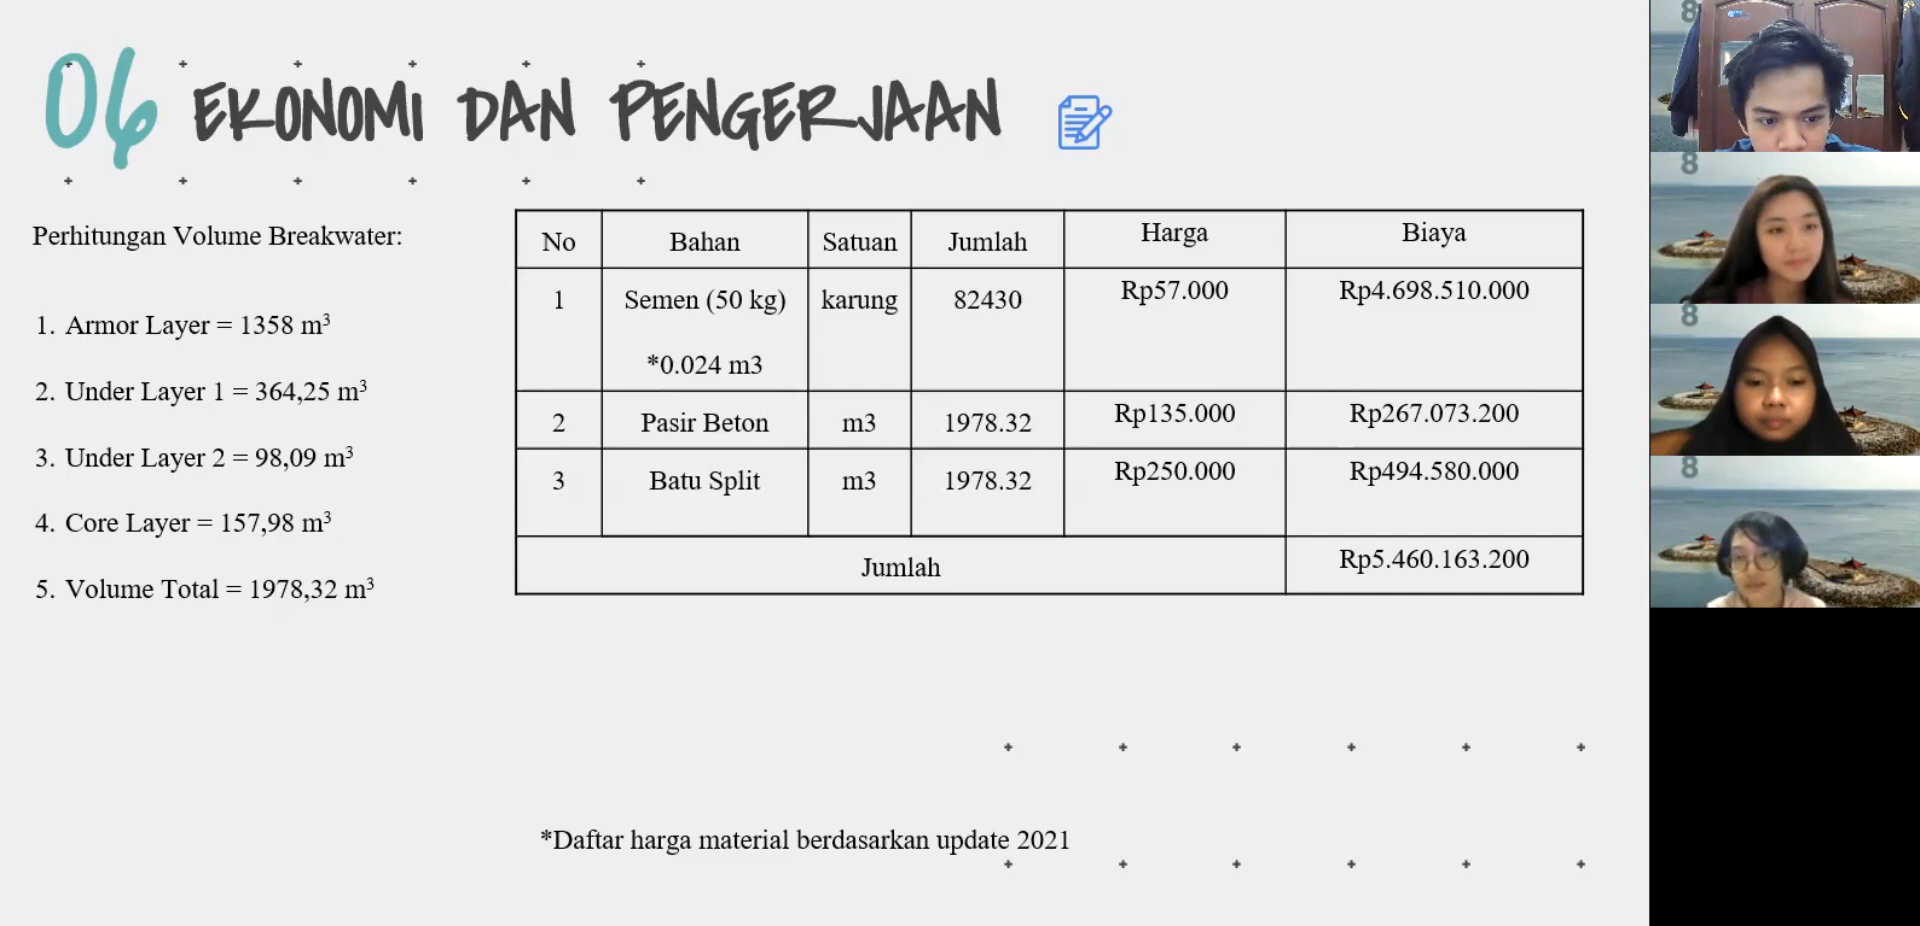 06 EKONOMI DAN PENGERJAAN
Perhitungan Volume Breakwater:
1. Armor Layer = 1358 m³
2. Under Layer 1 = 364,25 m³
3. Under Layer 2 = 98,09 m³
4. Core Layer = 157,98 m³
5. Volume Total = 1978,32 m³
No Bahan Satuan Jumlah Harga Biaya
1 Semen (50 kg) karung 82430 Rp57.000 Rp4.698.510.000
*0.024 m3
2 Pasir Beton m3 1978.32 Rp135.000 Rp267.073.200
3 Batu Split m3 1978.32 Rp250.000 Rp494.580.000
Jumlah Rp5.460.163.200
*Daftar harga material berdasarkan update 2021
8
8
8
8